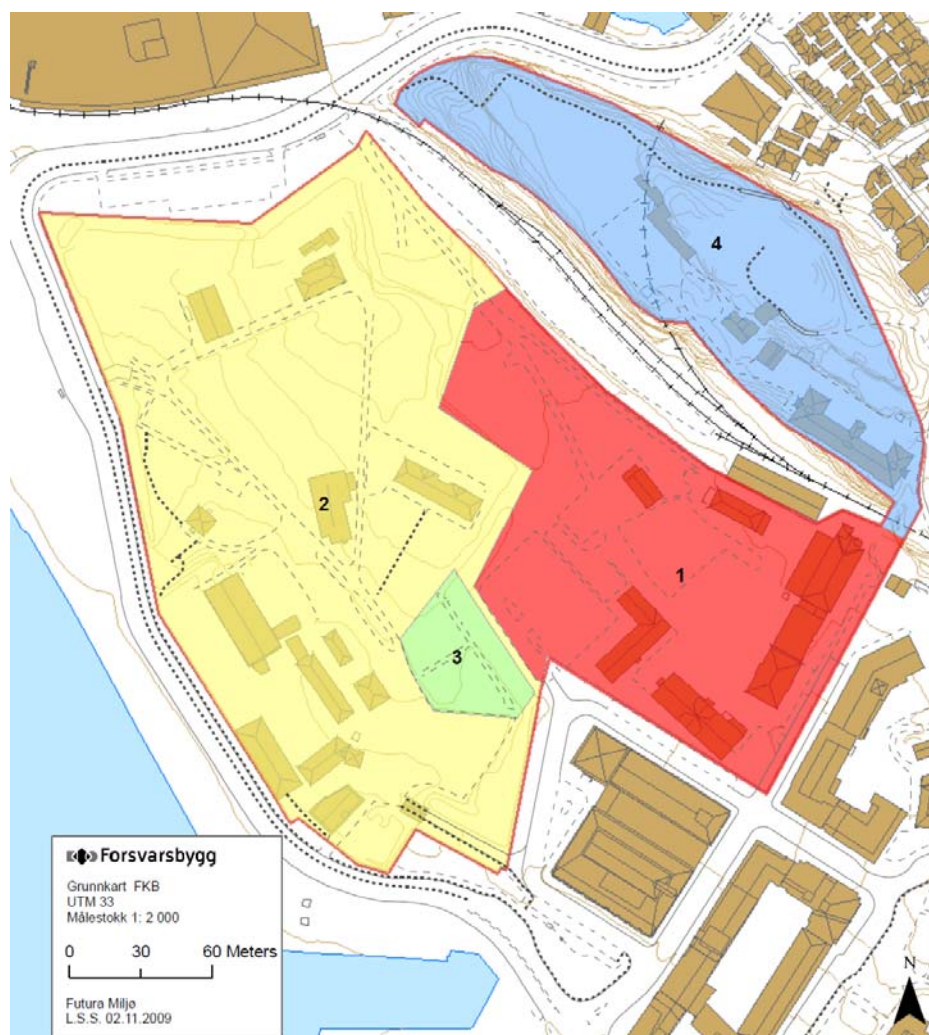 4
2
1
3
Forsvarsbygg
Grunnkart FKB
UTM 33
Målestokk 1: 2 000
0 30 60 Meters
Futura Miljø
L.S.S. 02.11.2009
N